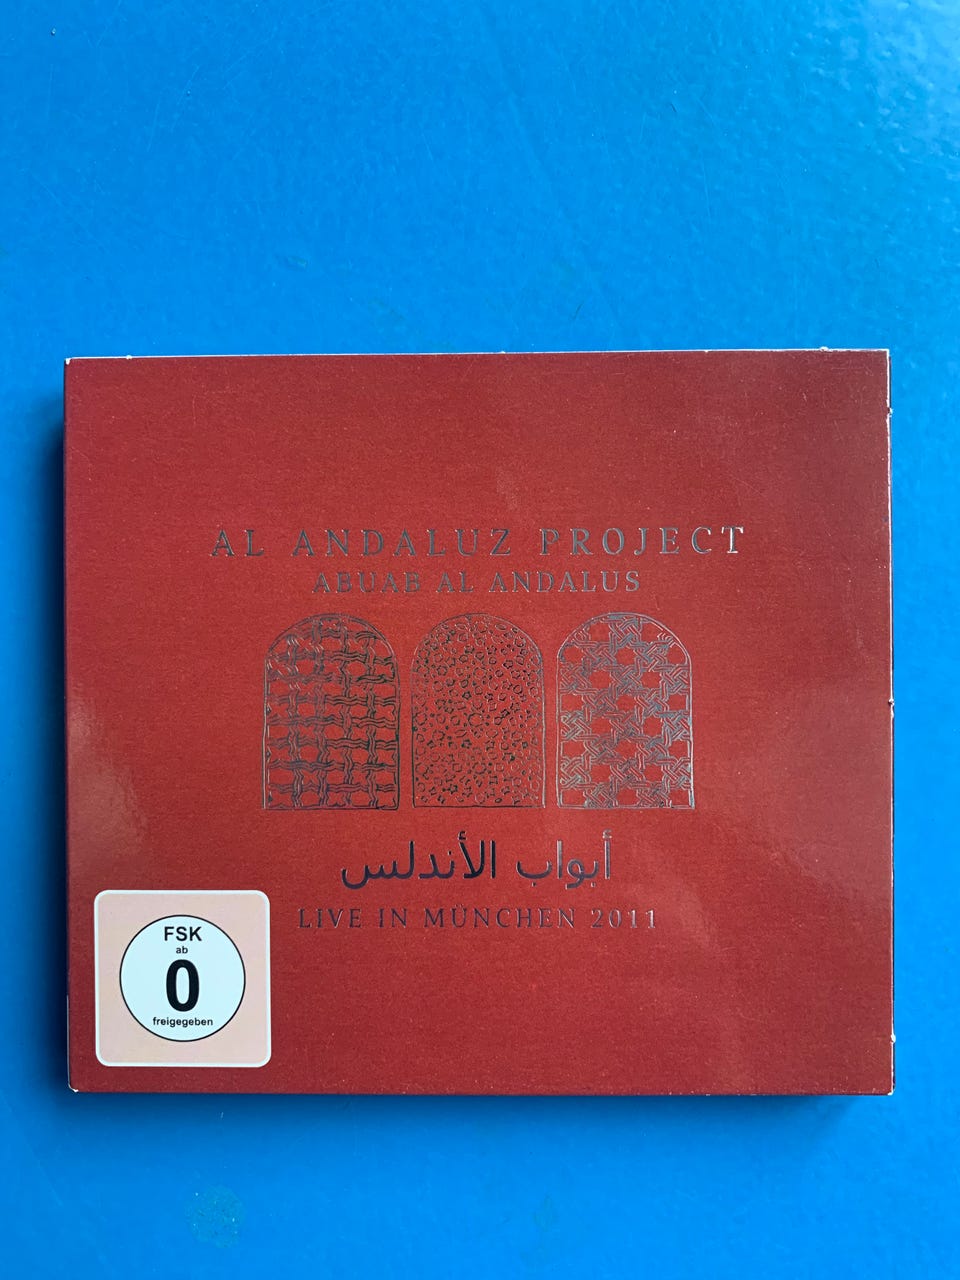 AL ANDALUZ PROJECT
ABUAB AL ANDALUS
أبواب الأندلس
LIVE IN MÜNCHEN 2011
FSK
ab
0
freigegeben